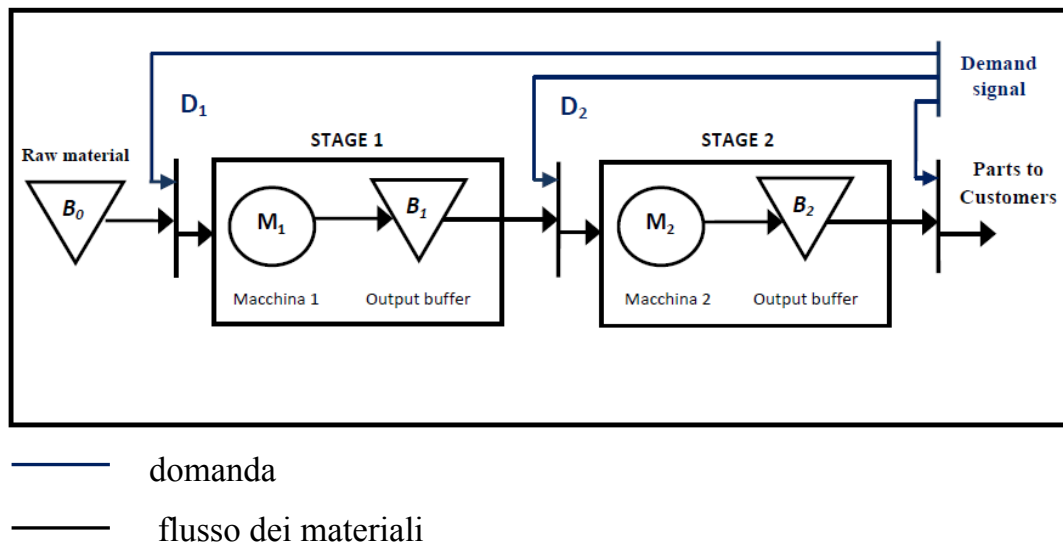 Demand
signal
D1
D2
STAGE 1
STAGE 2
Raw material
Parts to
Customers
B0
M1
B1
M2
B2
Macchina 1
Output buffer
Macchina 2
Output buffer
domanda
flusso dei materiali